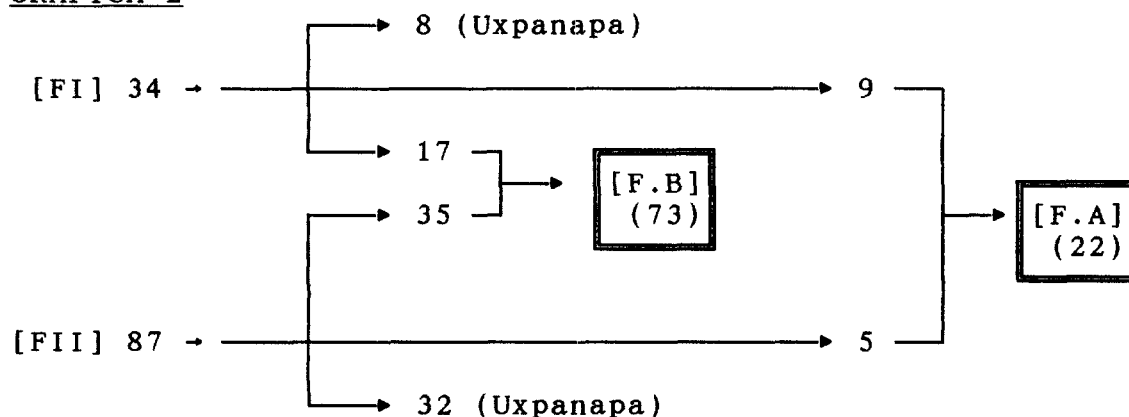 8 (Uxpanapa)
[FI] 34
9
17
[F.B]
(73)
35
[F.A]
(22)
[FII] 87
5
32 (Uxpanapa)